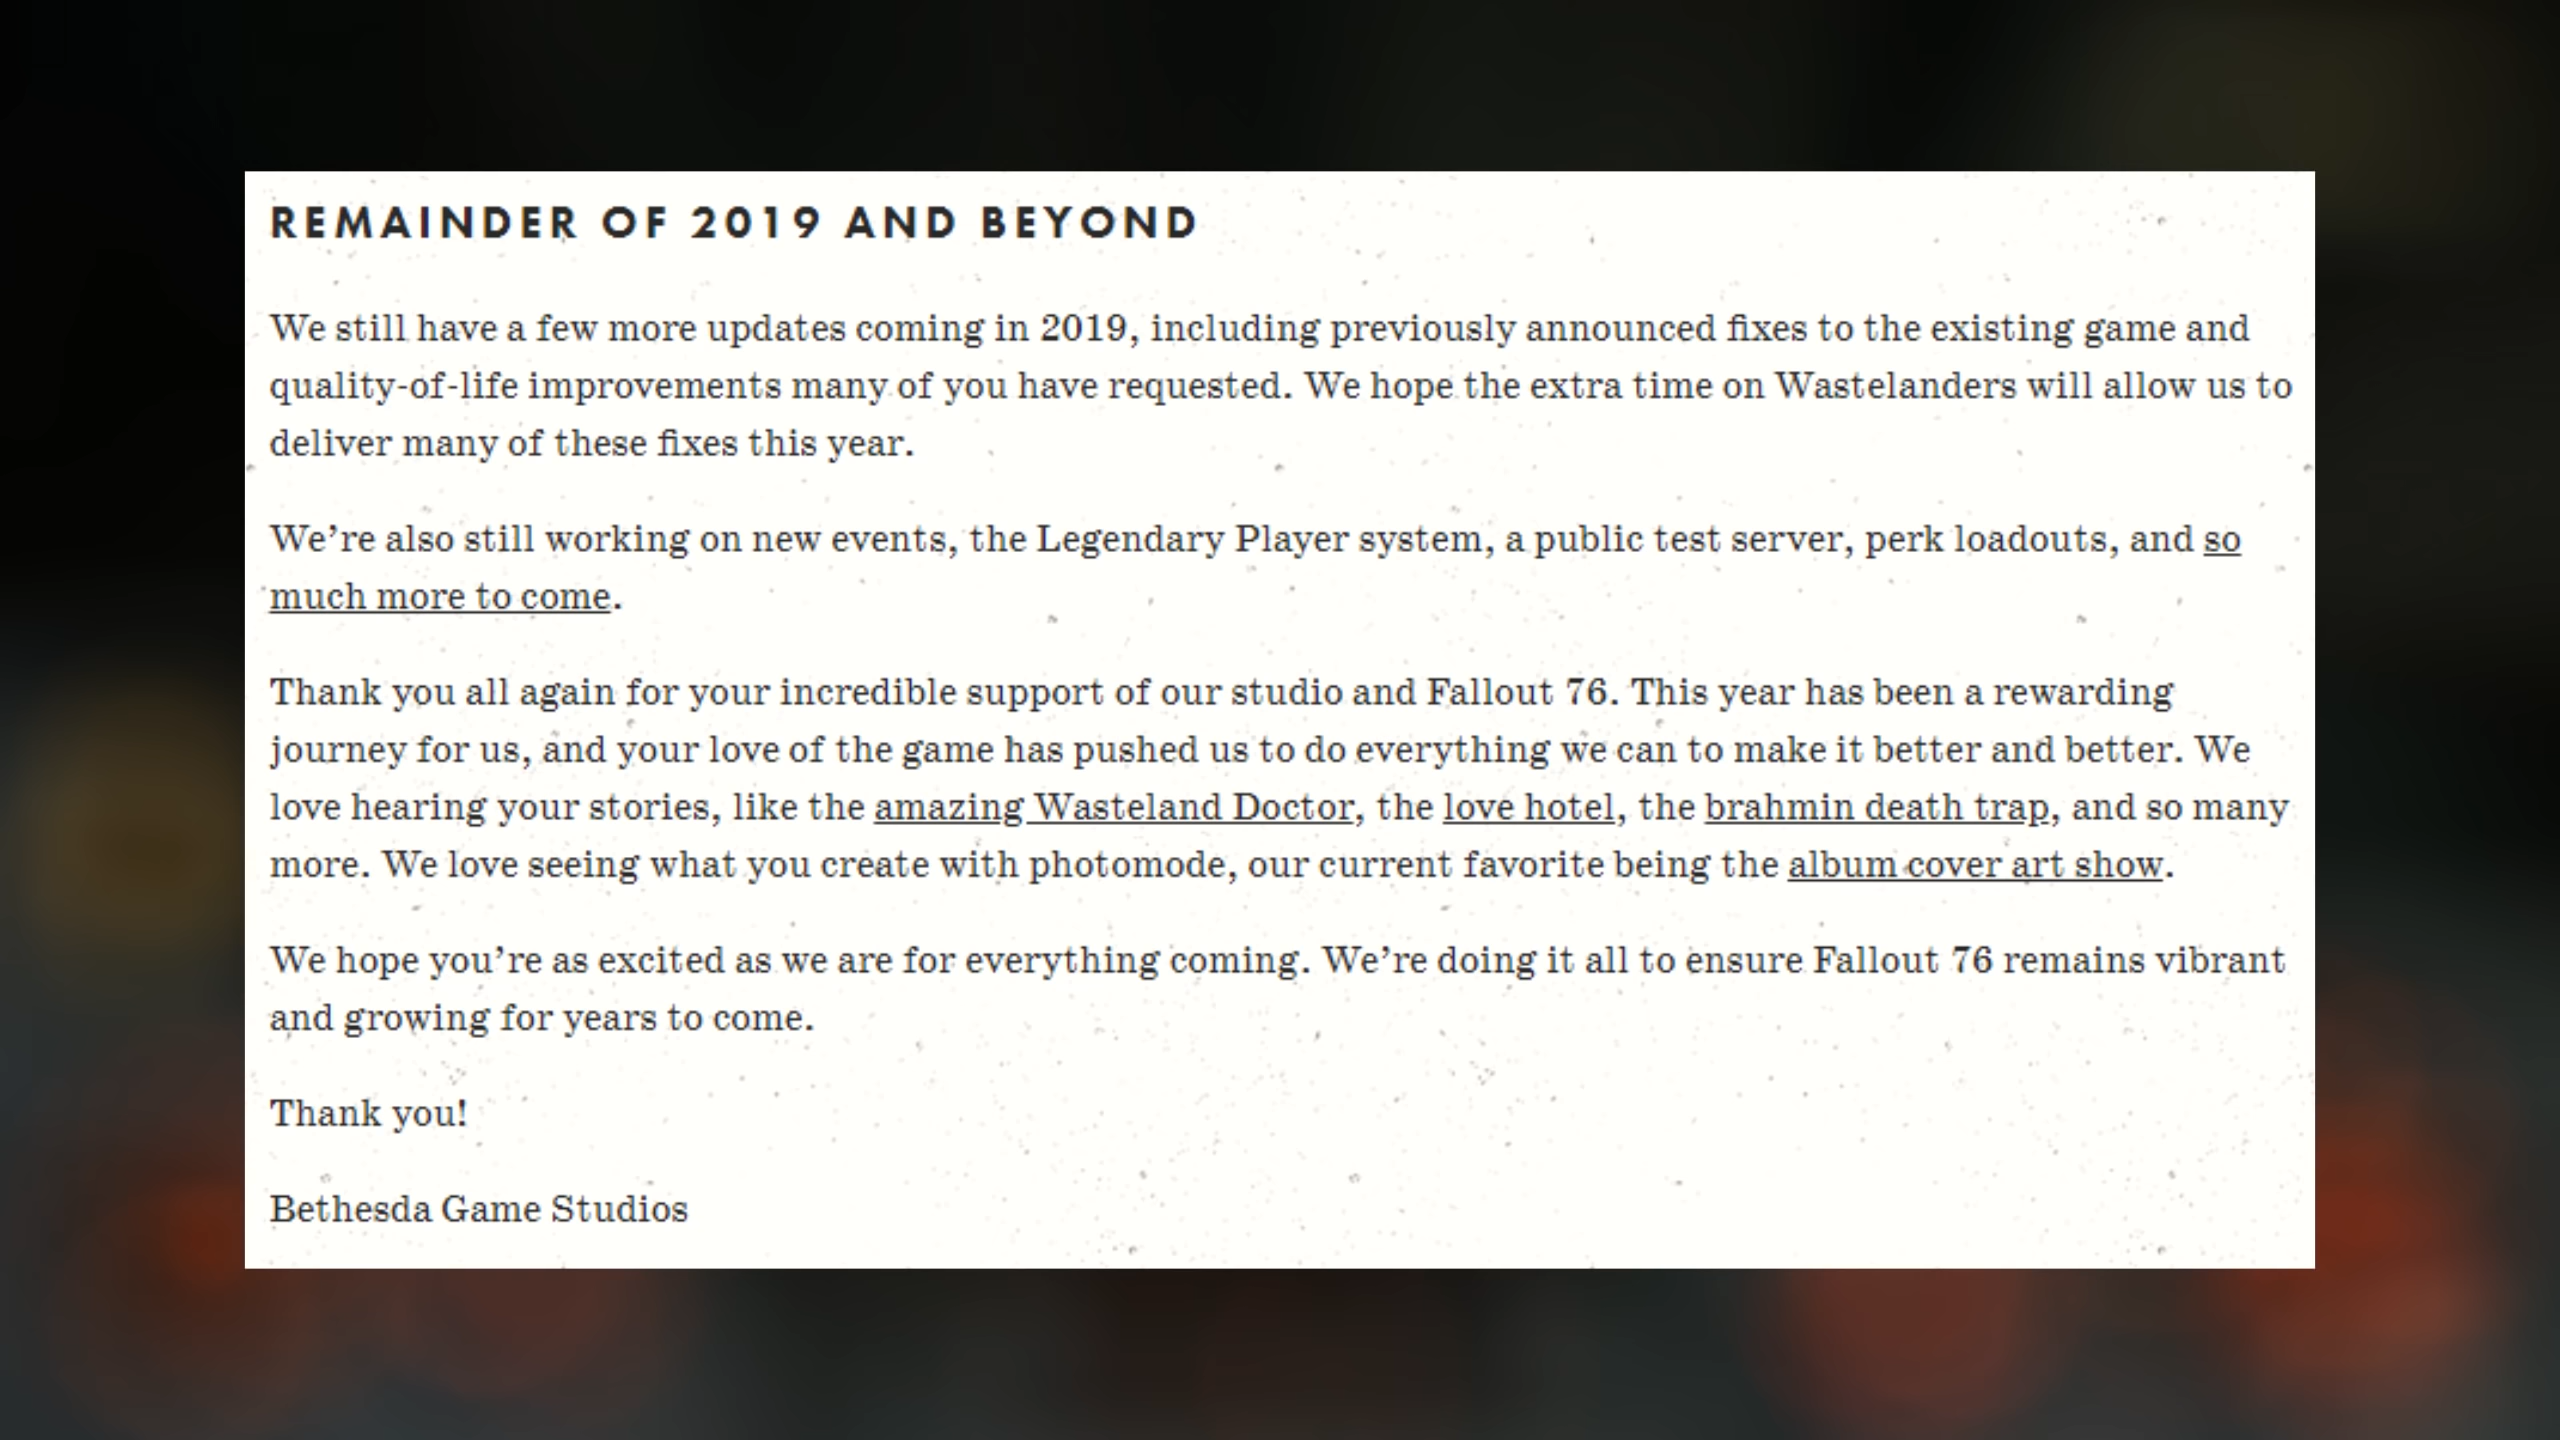 REMAINDER OF 2019 AND BEYOND
We still have a few more updates coming in 2019, including previously announced fixes to the existing game and
quality-of-life improvements many of you have requested. We hope the extra time on Wastelanders will allow us to
deliver many of these fixes this year.
We’re also still working on new events, the Legendary Player system, a public test server, perk loadouts, and so
much more to come.
Thank you all again for your incredible support of our studio and Fallout 76. This year has been a rewarding
journey for us, and your love of the game has pushed us to do everything we can to make it better and better. We
love hearing your stories, like the amazing Wasteland Doctor, the love hotel, the brahmin death trap, and so many
more. We love seeing what you create with photomode, our current favorite being the album cover art show.
We hope you’re as excited as we are for everything coming. We’re doing it all to ensure Fallout 76 remains vibrant
and growing for years to come.
Thank you!
Bethesda Game Studios